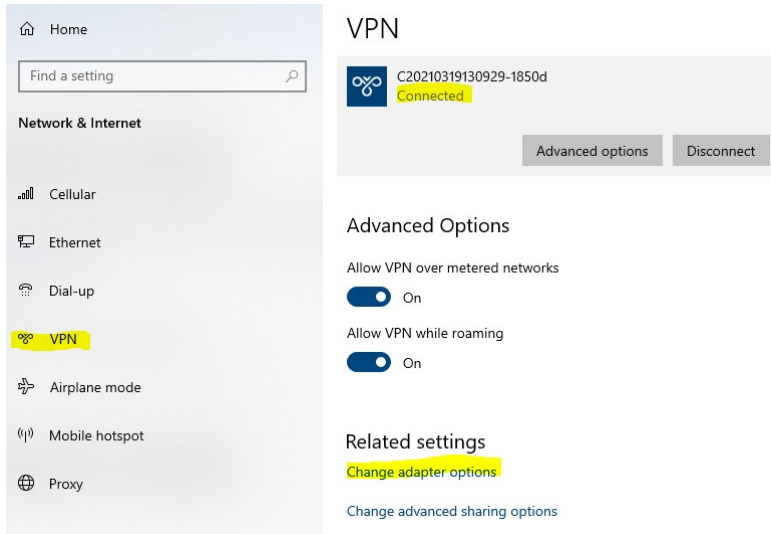 Home
Find a setting
Network & Internet
Cellular
Ethernet
Dial-up
VPN
Airplane mode
Mobile hotspot
Proxy
VPN
C20210319130929-1850d
Connected
Advanced options
Disconnect
Advanced Options
Allow VPN over metered networks
On
Allow VPN while roaming
On
Related settings
Change adapter options
Change advanced sharing options